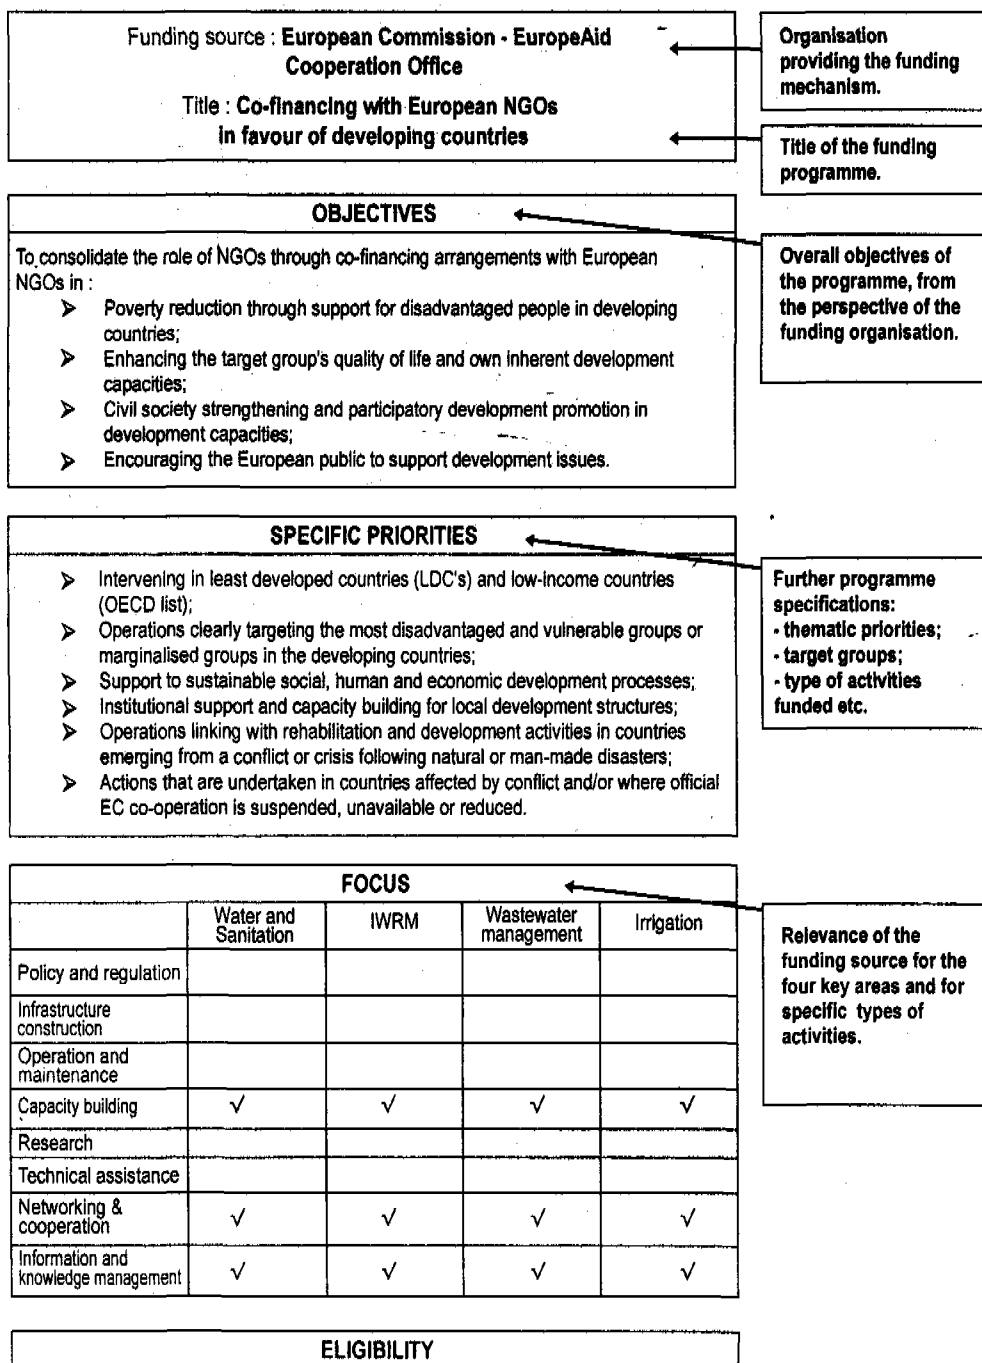 Funding source : European Commission - EuropeAid
Cooperation Office
Title : Co-financing with European NGOs
in favour of developing countries
Organisation
providing the funding
mechanism.
Title of the funding
programme.
OBJECTIVES
To consolidate the role of NGOs through co-financing arrangements with European
NGOs in :
➢ Poverty reduction through support for disadvantaged people in developing
countries;
➢ Enhancing the target group's quality of life and own inherent development
capacities;
➢ Civil society strengthening and participatory development promotion in
development capacities;
➢ Encouraging the European public to support development issues.
Overall objectives of
the programme, from
the perspective of the
funding organisation.
SPECIFIC PRIORITIES
➢ Intervening in least developed countries (LDC's) and low-income countries
(OECD list);
➢ Operations clearly targeting the most disadvantaged and vulnerable groups or
marginalised groups in the developing countries;
➢ Support to sustainable social, human and economic development processes;
➢ Institutional support and capacity building for local development structures;
➢ Operations linking with rehabilitation and development activities in countries
emerging from a conflict or crisis following natural or man-made disasters;
➢ Actions that are undertaken in countries affected by conflict and/or where official
EC co-operation is suspended, unavailable or reduced.
Further programme
specifications:
- thematic priorities;
- target groups;
- type of activities
funded etc.
FOCUS
Water and
Sanitation
IWRM
Wastewater
management
Irrigation
Policy and regulation
Infrastructure
construction
Operation and
maintenance
Capacity building √ √ √ √
Research
Technical assistance
Networking &
cooperation √ √ √ √
Information and
knowledge management √ √ √ √
Relevance of the
funding source for the
four key areas and for
specific types of
activities.
ELIGIBILITY